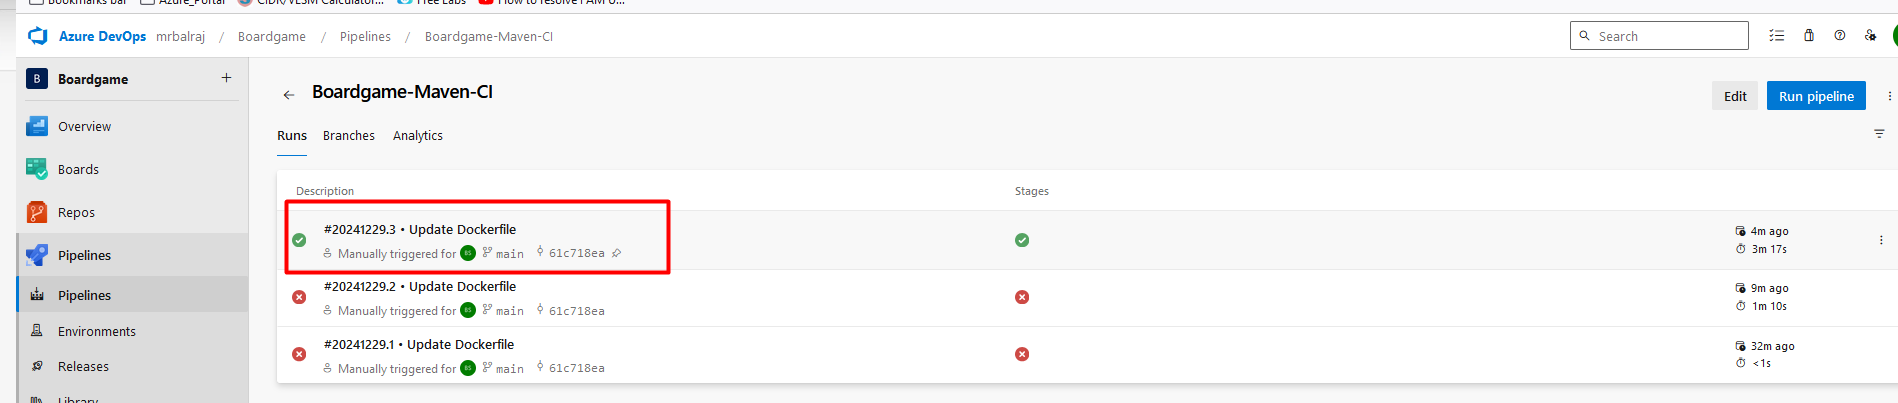 Bookmarks bar Azure_Portal CIDR/VLSM Calculator... Free Labs How to resolve
Azure DevOps mrbalraj / Boardgame / Pipelines / Boardgame-Maven-CI Search
B Boardgame +
Boardgame-Maven-CI
Edit Run pipeline
Overview
Runs Branches Analytics
Boards
Description Stages
Repos
#20241229.3 • Update Dockerfile 4m ago
Manually triggered for BS main 61c718ea 3m 17s
Pipelines
#20241229.2 • Update Dockerfile 9m ago
Pipelines
Manually triggered for BS main 61c718ea 1m 10s
Environments
#20241229.1 • Update Dockerfile 32m ago
Releases
Manually triggered for BS main 61c718ea <1s
Library